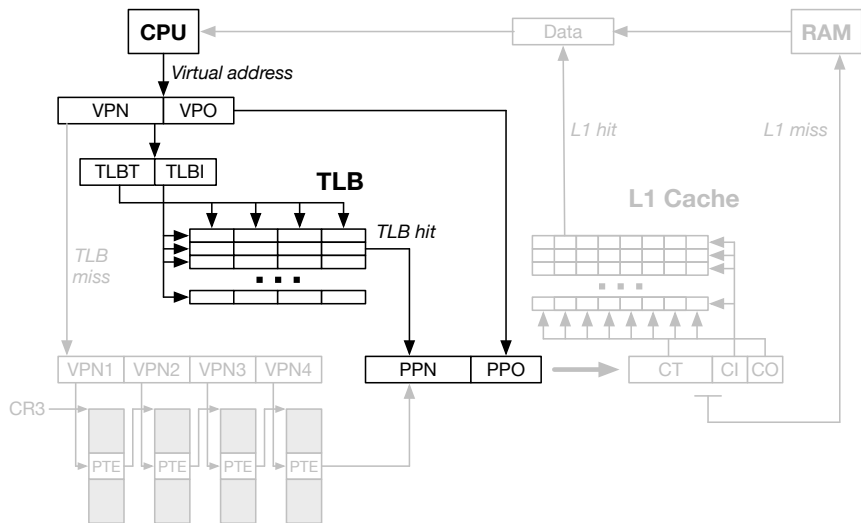 CPU
Data
RAM
Virtual address
VPN VPO
L1 hit
L1 miss
TLBT TLBI
TLB
L1 Cache
TLB hit
TLB
miss
VPN1 VPN2 VPN3 VPN4
PPN PPO
CT CI CO
CR3
PTE PTE PTE PTE